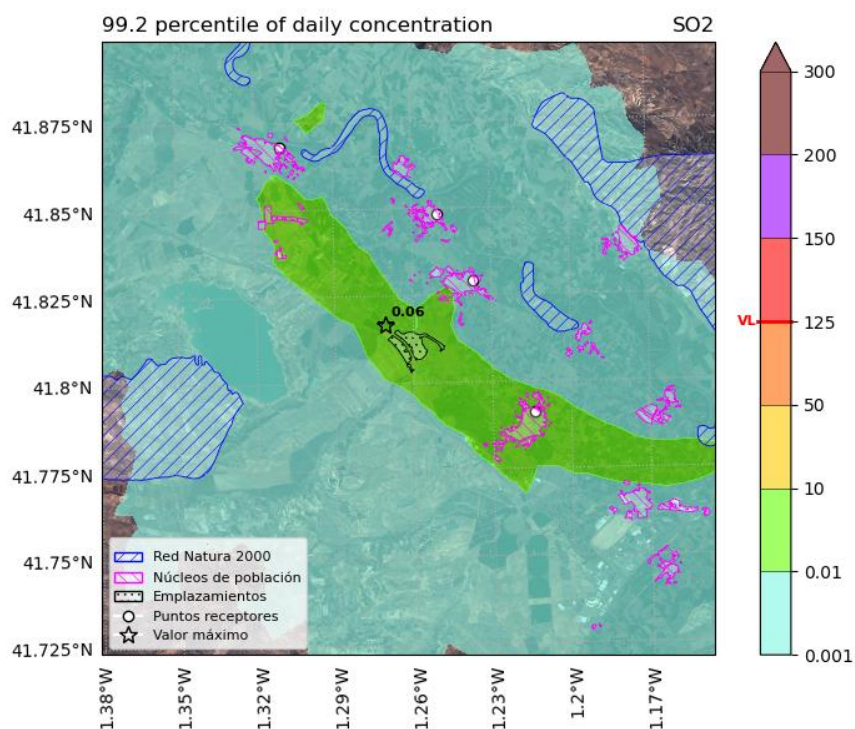 99.2 percentile of daily concentration SO2
300
41.875°N
200
41.85°N
150
41.825°N
0.06
VL
125
41.8°N
50
41.775°N
10
41.75°N
0.01
41.725°N
0.001
Red Natura 2000
Núcleos de población
Emplazamientos
Puntos receptores
Valor máximo
1.38°W
1.35°W
1.32°W
1.29°W
1.26°W
1.23°W
1.2°W
1.17°W